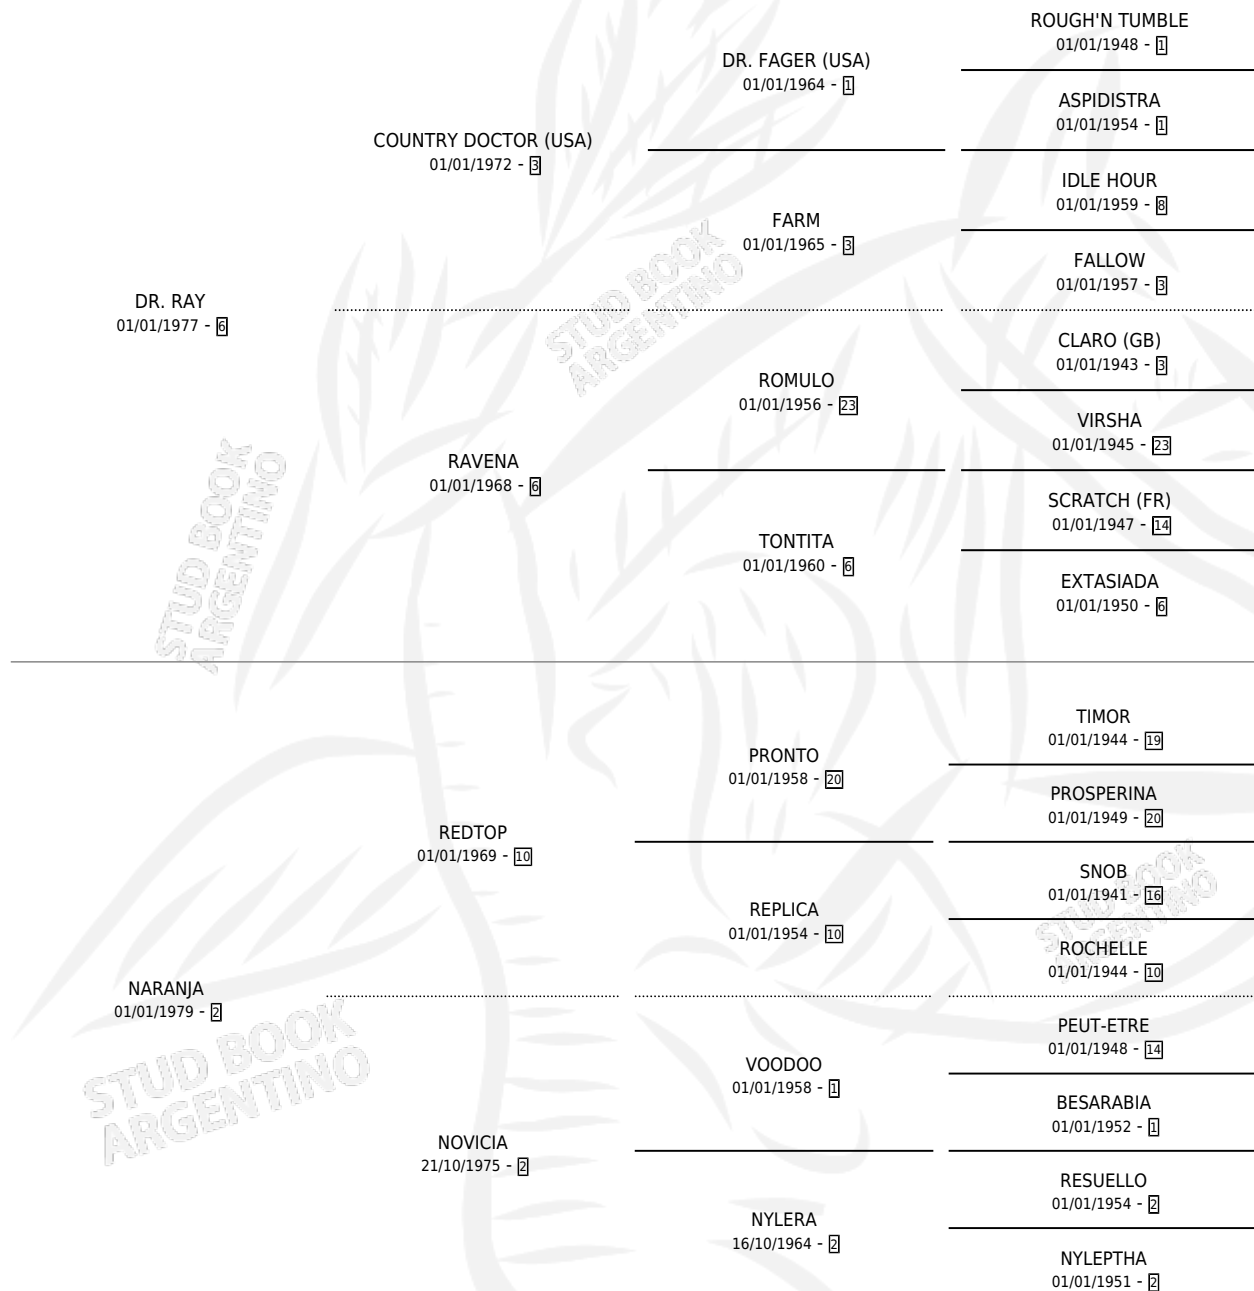 ROUGH'N TUMBLE
01/01/1948 - 1
DR. FAGER (USA)
01/01/1964 - 1
ASPIDISTRA
01/01/1954 - 1
COUNTRY DOCTOR (USA)
01/01/1972 - 3
IDLE HOUR
01/01/1959 - 8
FARM
01/01/1965 - 3
FALLOW
01/01/1957 - 3
DR. RAY
01/01/1977 - 6
CLARO (GB)
01/01/1943 - 3
ROMULO
01/01/1956 - 23
VIRSHA
01/01/1945 - 23
RAVENA
01/01/1968 - 6
SCRATCH (FR)
01/01/1947 - 14
TONTITA
01/01/1960 - 6
EXTASIADA
01/01/1950 - 6
TIMOR
01/01/1944 - 19
PRONTO
01/01/1958 - 20
PROSPERINA
01/01/1949 - 20
REDTOP
01/01/1969 - 10
SNOB
01/01/1941 - 16
REPLICA
01/01/1954 - 10
ROCHELLE
01/01/1944 - 10
NARANJA
01/01/1979 - 2
PEUT-ETRE
01/01/1948 - 14
VOODOO
01/01/1958 - 1
BESARABIA
01/01/1952 - 1
NOVICIA
21/10/1975 - 2
RESUELLO
01/01/1954 - 2
NYLERA
16/10/1964 - 2
NYLEPTHA
01/01/1951 - 2
STUD BOOK
ARGENTINO
STUD BOOK
ARGENTINO
STUD BOOK
ARGENTINO
STUD BOOK
ARGENTINO